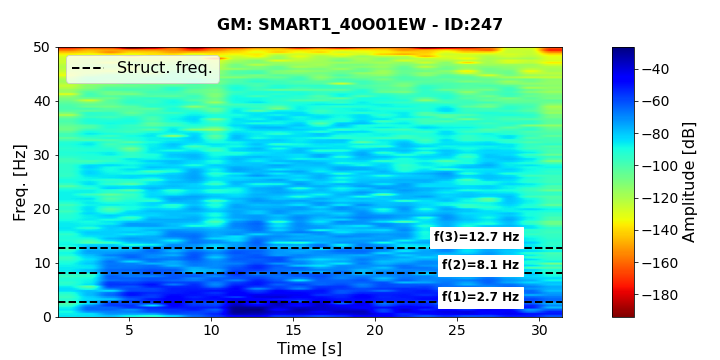 GM: SMART1_40O01EW - ID:247
50
40
30
20
10
0
Freq. [Hz]
Struct. freq.
f(3)=12.7 Hz
f(2)=8.1 Hz
f(1)=2.7 Hz
5
10
15
20
25
30
Time [s]
−40
−60
−80
−100
−120
−140
−160
−180
Amplitude [dB]